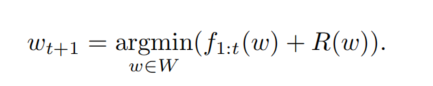 w_{t+1} = argmin_{w∈W}(f_{1:t}(w) + R(w)).